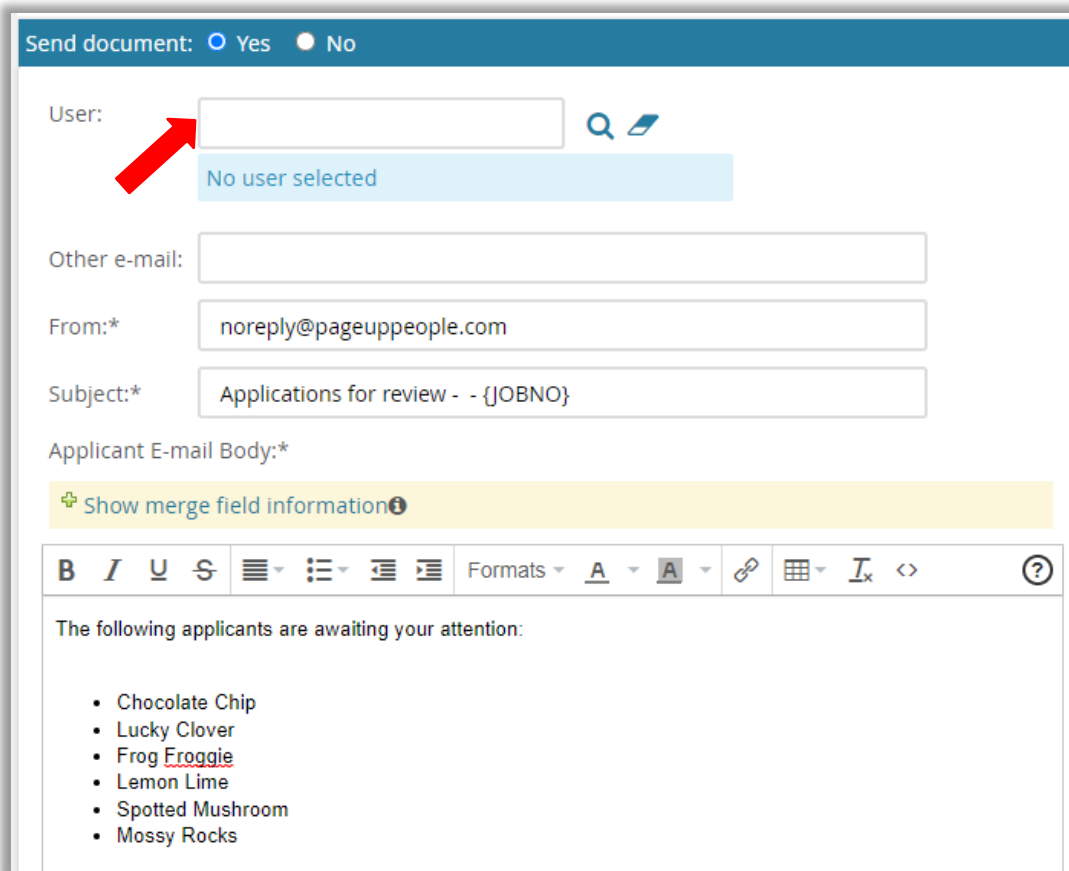 Send document: Yes No
User:
No user selected
Other e-mail:
From:* noreply@pageuppeople.com
Subject:* Applications for review - - {JOBNO}
Applicant E-mail Body:*
Show merge field information
B I U S Formats A A
The following applicants are awaiting your attention:
• Chocolate Chip
• Lucky Clover
• Frog Froggie
• Lemon Lime
• Spotted Mushroom
• Mossy Rocks